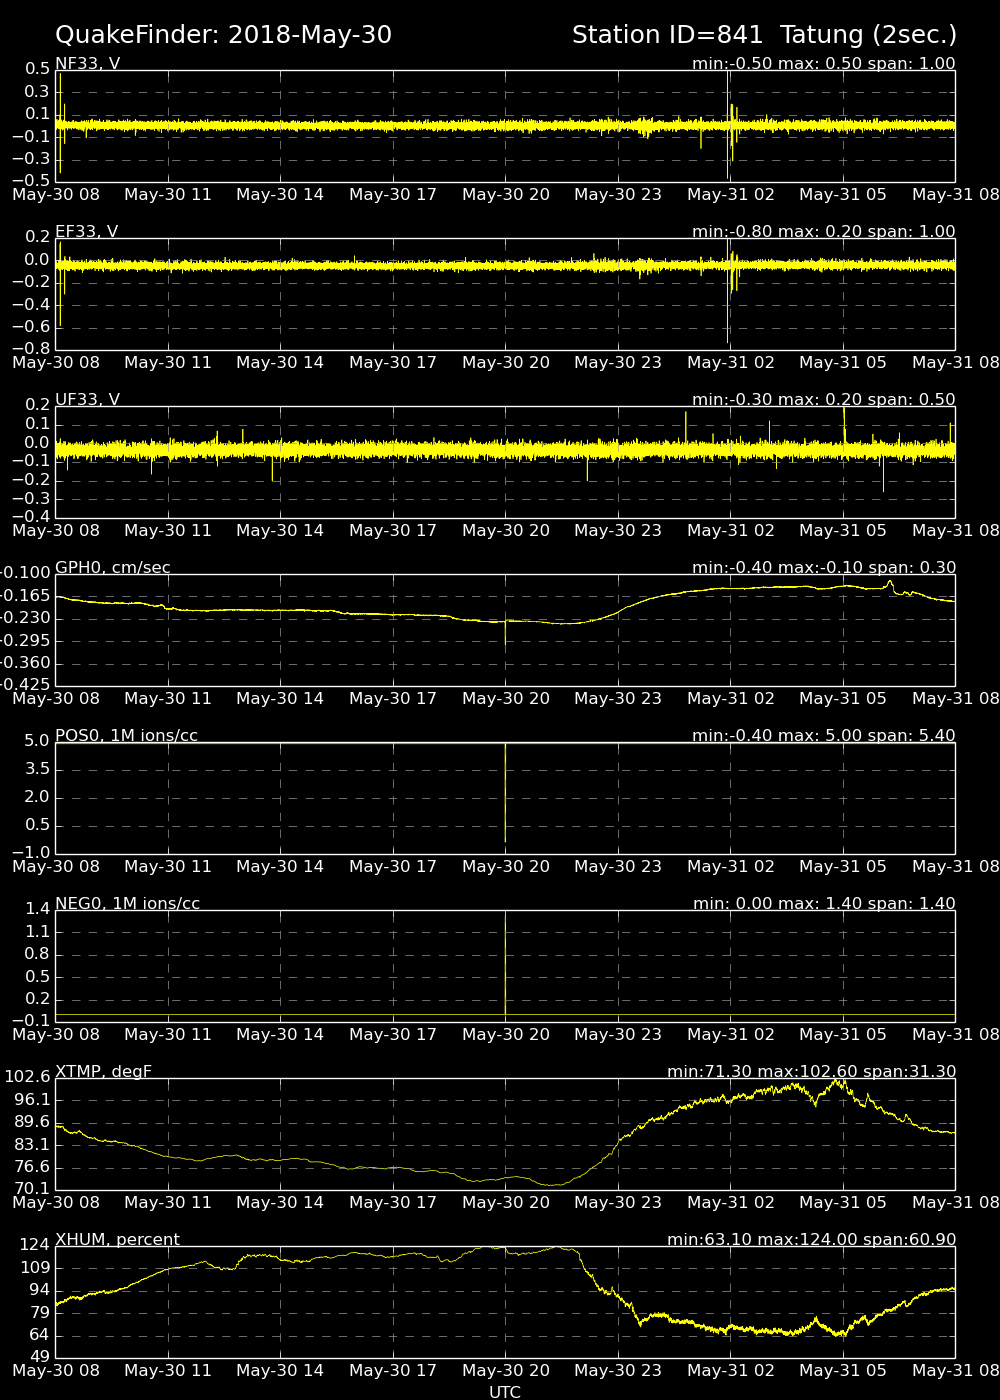 QuakeFinder: 2018-May-30 Station ID=841 Tatung (2sec.)
NF33, V min:-0.50 max: 0.50 span: 1.00
0.5
0.3
0.1
−0.1
−0.3
−0.5
May-30 08 May-30 11 May-30 14 May-30 17 May-30 20 May-30 23 May-31 02 May-31 05 May-31 08
EF33, V min:-0.80 max: 0.20 span: 1.00
0.2
0.0
−0.2
−0.4
−0.6
−0.8
May-30 08 May-30 11 May-30 14 May-30 17 May-30 20 May-30 23 May-31 02 May-31 05 May-31 08
UF33, V min:-0.30 max: 0.20 span: 0.50
0.2
0.1
0.0
−0.1
−0.2
−0.3
−0.4
May-30 08 May-30 11 May-30 14 May-30 17 May-30 20 May-30 23 May-31 02 May-31 05 May-31 08
GPH0, cm/sec min:-0.40 max:-0.10 span: 0.30
−0.100
−0.165
−0.230
−0.295
−0.360
−0.425
May-30 08 May-30 11 May-30 14 May-30 17 May-30 20 May-30 23 May-31 02 May-31 05 May-31 08
POS0, 1M ions/cc min:-0.40 max: 5.00 span: 5.40
5.0
3.5
2.0
0.5
−1.0
May-30 08 May-30 11 May-30 14 May-30 17 May-30 20 May-30 23 May-31 02 May-31 05 May-31 08
NEG0, 1M ions/cc min: 0.00 max: 1.40 span: 1.40
1.4
1.1
0.8
0.5
0.2
−0.1
May-30 08 May-30 11 May-30 14 May-30 17 May-30 20 May-30 23 May-31 02 May-31 05 May-31 08
XTMP, degF min:71.30 max:102.60 span:31.30
102.6
96.1
89.6
83.1
76.6
70.1
May-30 08 May-30 11 May-30 14 May-30 17 May-30 20 May-30 23 May-31 02 May-31 05 May-31 08
XHUM, percent min:63.10 max:124.00 span:60.90
124
109
94
79
64
49
May-30 08 May-30 11 May-30 14 May-30 17 May-30 20 May-30 23 May-31 02 May-31 05 May-31 08
UTC